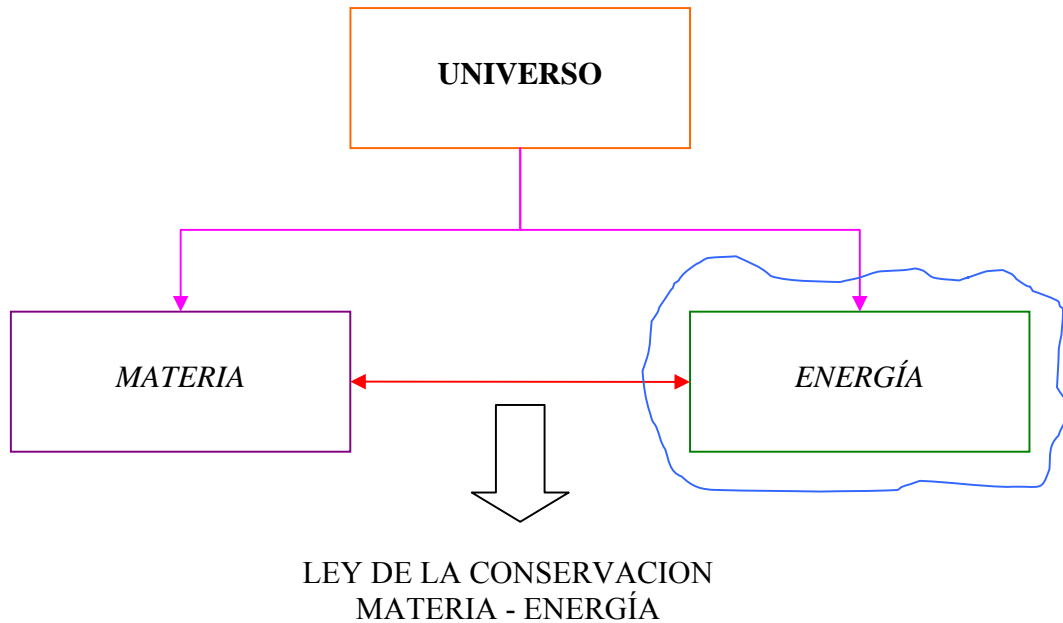 UNIVERSO
MATERIA
ENERGÍA
LEY DE LA CONSERVACION
MATERIA - ENERGÍA